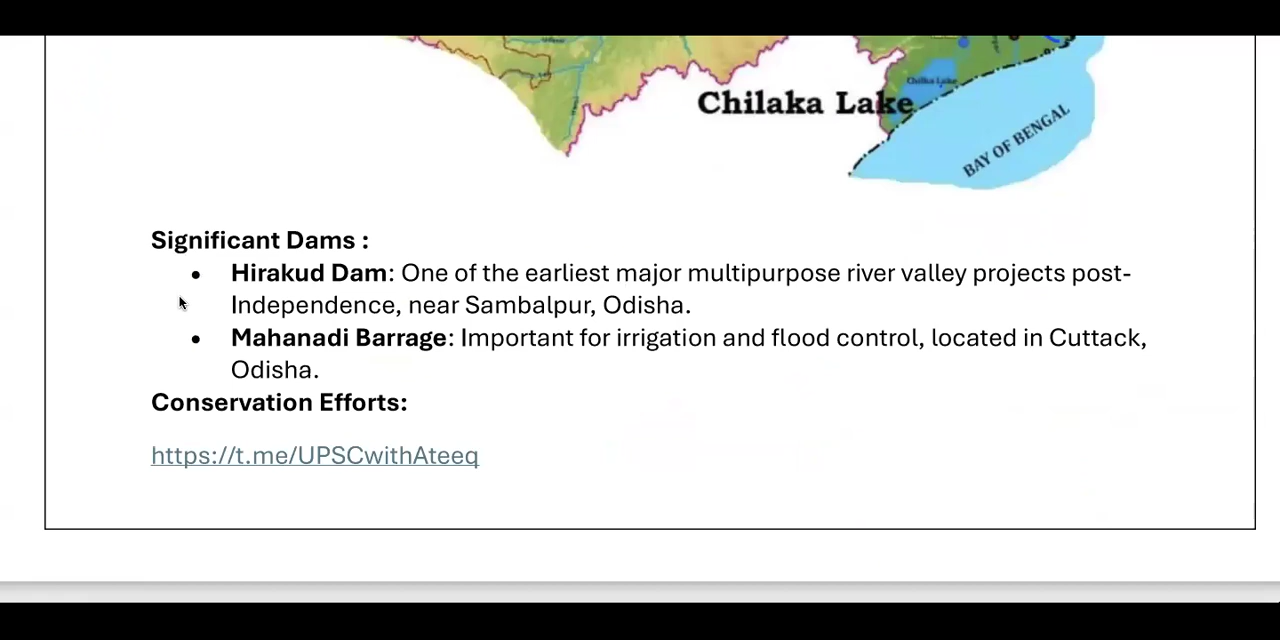 Chilka Lake
Chilaka Lake
BAY OF BENGAL
Significant Dams :
• Hirakud Dam: One of the earliest major multipurpose river valley projects post-
Independence, near Sambalpur, Odisha.
• Mahanadi Barrage: Important for irrigation and flood control, located in Cuttack,
Odisha.
Conservation Efforts:
https://t.me/UPSCwithAteeq